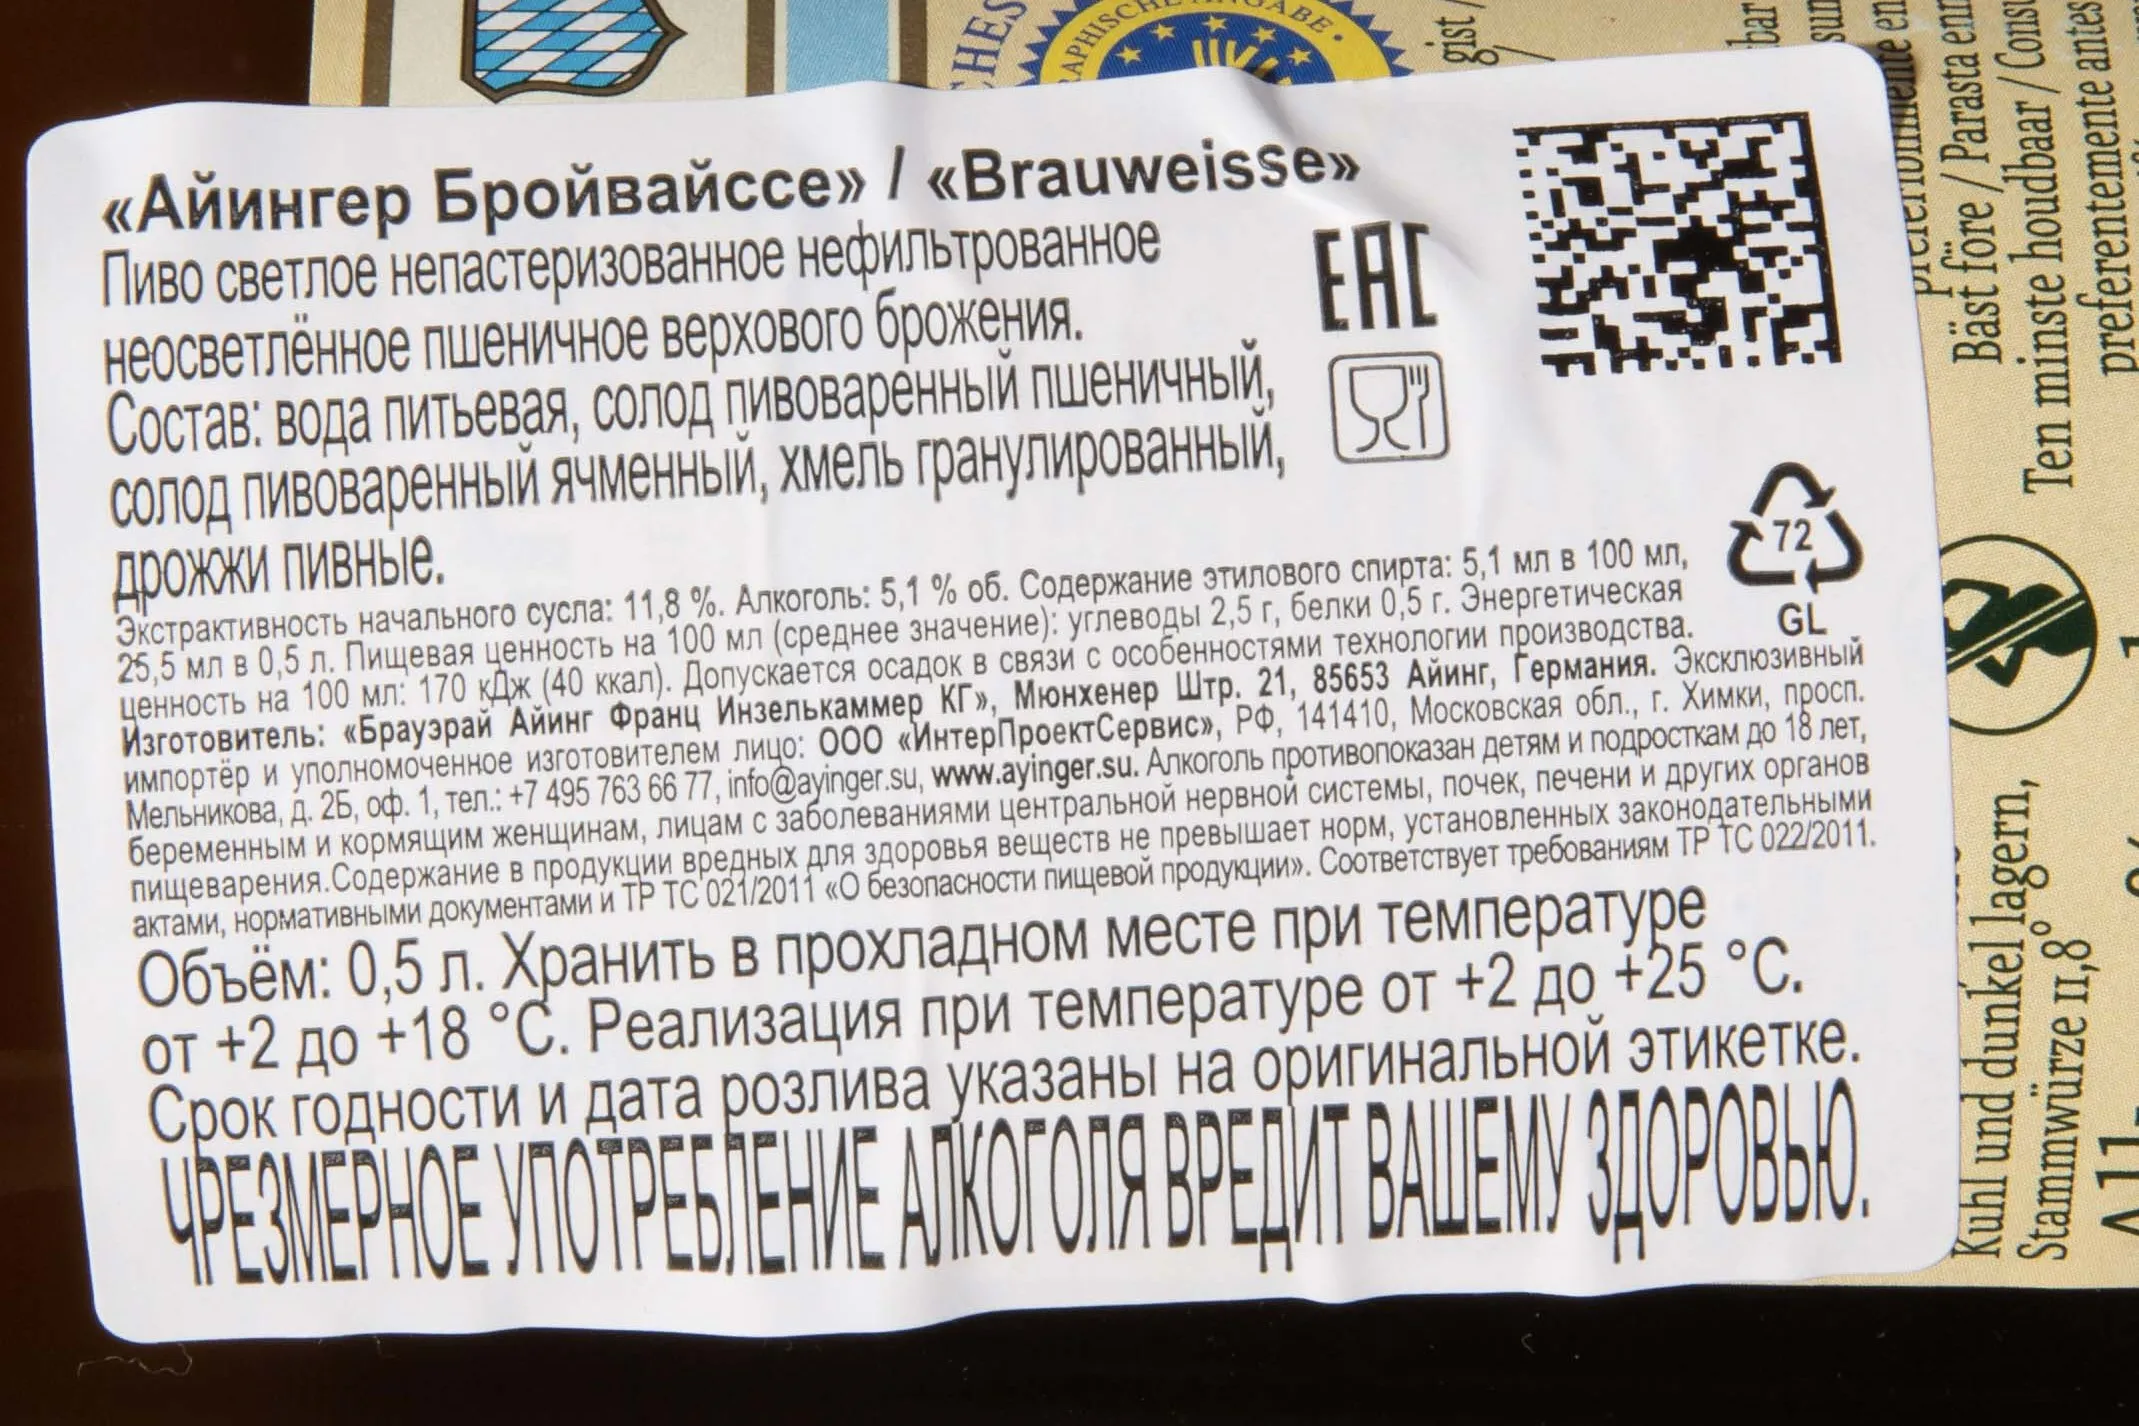 «Айингер Бройвайссе» / «Brauweisse»
Пиво светлое непастеризованное нефильтрованное
неосветлённое пшеничное верхового брожения.
Состав: вода питьевая, солод пивоваренный пшеничный,
солод пивоваренный ячменный, хмель гранулированный,
дрожжи пивные.
EAC
72
GL
Экстрактивность начального сусла: 11,8 %. Алкоголь: 5,1 % об. Содержание этилового спирта: 5,1 мл в 100 мл,
25,5 мл в 0,5 л. Пищевая ценность на 100 мл (среднее значение): углеводы 2,5 г, белки 0,5 г. Энергетическая
ценность на 100 мл: 170 кДж (40 ккал). Допускается осадок в связи с особенностями технологии производства.
Изготовитель: «Брауэрай Айинг Франц Инзелькаммер КГ», Мюнхенер Штр. 21, 85653 Айинг, Германия. Эксклюзивный
импортёр и уполномоченное изготовителем лицо: ООО «ИнтерПроектСервис», РФ, 141410, Московская обл., г. Химки, просп.
Мельникова, д. 2Б, оф. 1, тел.: +7 495 763 66 77, info@ayinger.su, www.ayinger.su. Алкоголь противопоказан детям и подросткам до 18 лет,
беременным и кормящим женщинам, лицам с заболеваниями центральной нервной системы, почек, печени и других органов
пищеварения.Содержание в продукции вредных для здоровья веществ не превышает норм, установленных законодательными
актами, нормативными документами и ТР ТС 021/2011 «О безопасности пищевой продукции». Соответствует требованиям ТР ТС 022/2011.
Объём: 0,5 л. Хранить в прохладном месте при температуре
от +2 до +18 °С. Реализация при температуре от +2 до +25 °С.
Срок годности и дата розлива указаны на оригинальной этикетке.
ЧРЕЗМЕРНОЕ УПОТРЕБЛЕНИЕ АЛКОГОЛЯ ВРЕДИТ ВАШЕМУ ЗДОРОВЬЮ.
Bäst före / Parasta
Ten minste houdbaar /
preferentemente antes
Kühl und dunkel lagern,
Stammwürze 11,8°